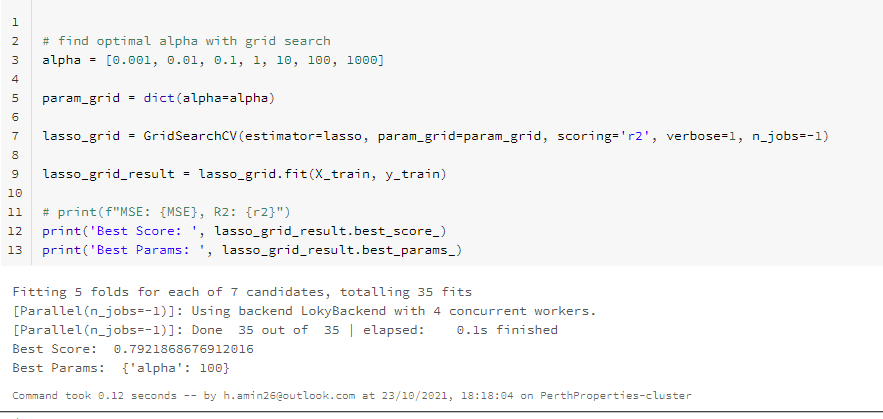 1
2 # find optimal alpha with grid search
3 alpha = [0.001, 0.01, 0.1, 1, 10, 100, 1000]
4
5 param_grid = dict(alpha=alpha)
6
7 lasso_grid = GridSearchCV(estimator=lasso, param_grid=param_grid, scoring='r2', verbose=1, n_jobs=-1)
8
9 lasso_grid_result = lasso_grid.fit(X_train, y_train)
10
11 # print(f"MSE: {MSE}, R2: {r2}")
12 print('Best Score: ', lasso_grid_result.best_score_)
13 print('Best Params: ', lasso_grid_result.best_params_)
Fitting 5 folds for each of 7 candidates, totalling 35 fits
[Parallel(n_jobs=-1)]: Using backend LokyBackend with 4 concurrent workers.
[Parallel(n_jobs=-1)]: Done  35 out of  35 | elapsed:    0.1s finished
Best Score:  0.7921868676912016
Best Params:  {'alpha': 100}
Command took 0.12 seconds -- by h.amin26@outlook.com at 23/10/2021, 18:18:04 on PerthProperties-cluster